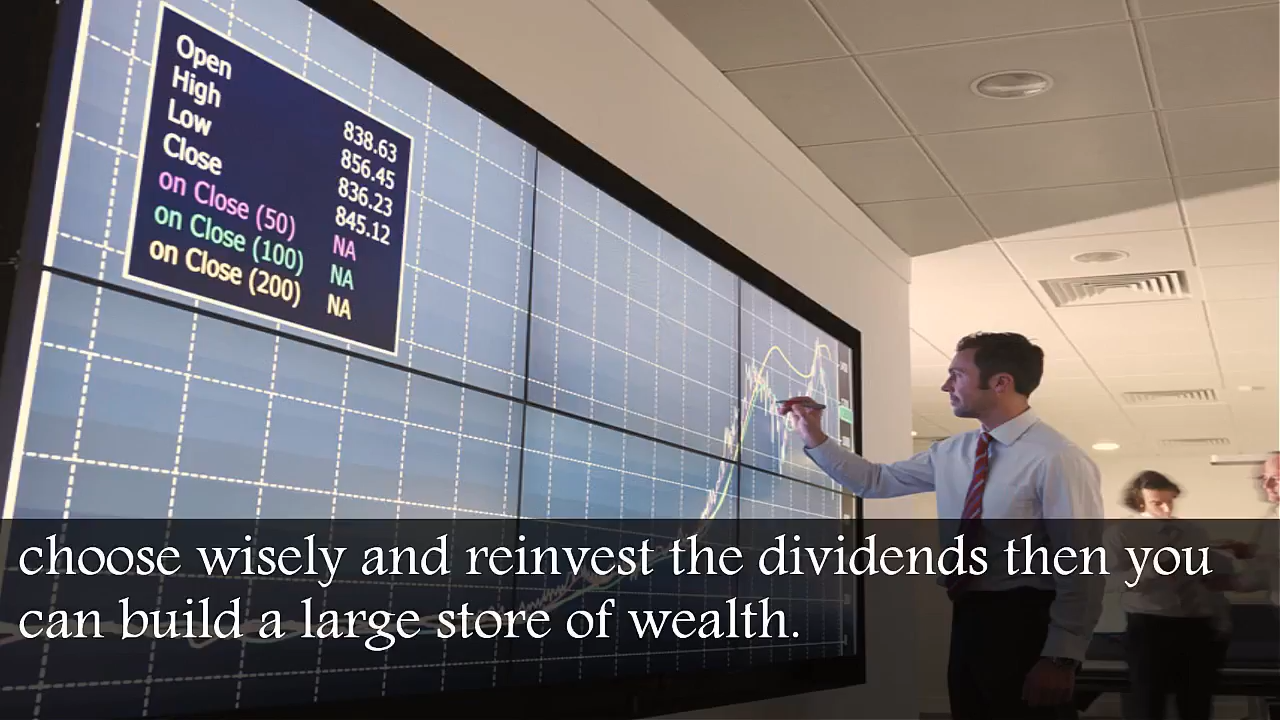 Open
High
Low
Close
on Close (50)
on Close (100)
on Close (200)
838.63
856.45
836.23
845.12
NA
NA
NA
choose wisely and reinvest the dividends then you
can build a large store of wealth.